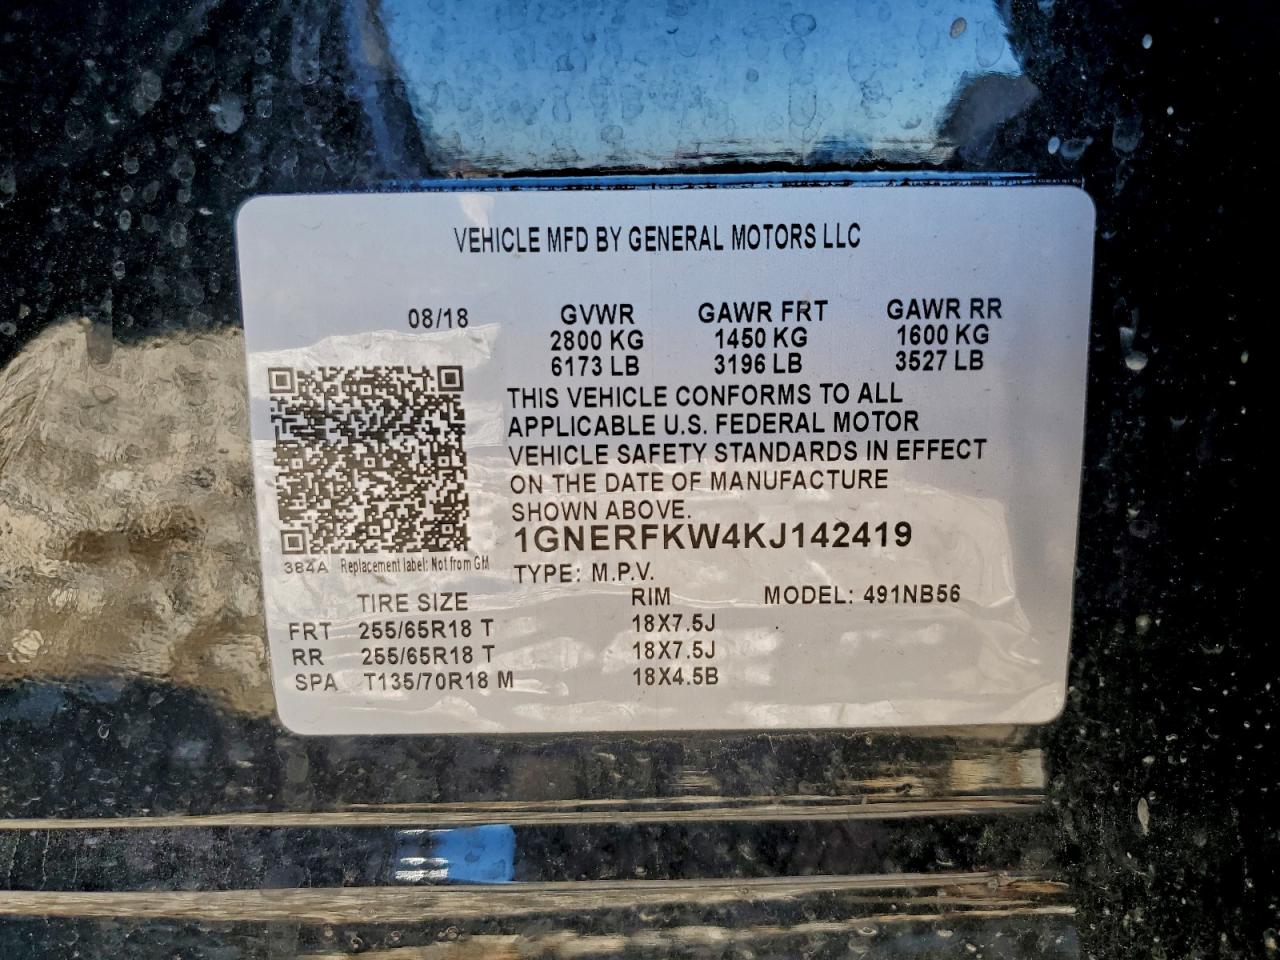 VEHICLE MFD BY GENERAL MOTORS LLC
08/18 GVWR GAWR FRT GAWR RR
2800 KG 1450 KG 1600 KG
6173 LB 3196 LB 3527 LB
THIS VEHICLE CONFORMS TO ALL
APPLICABLE U.S. FEDERAL MOTOR
VEHICLE SAFETY STANDARDS IN EFFECT
ON THE DATE OF MANUFACTURE
SHOWN ABOVE.
1GNERFKW4KJ142419
384A Replacement label: Not from GM
TYPE: M.P.V.
TIRE SIZE RIM MODEL: 491NB56
FRT 255/65R18 T 18X7.5J
RR 255/65R18 T 18X7.5J
SPA T135/70R18 M 18X4.5B